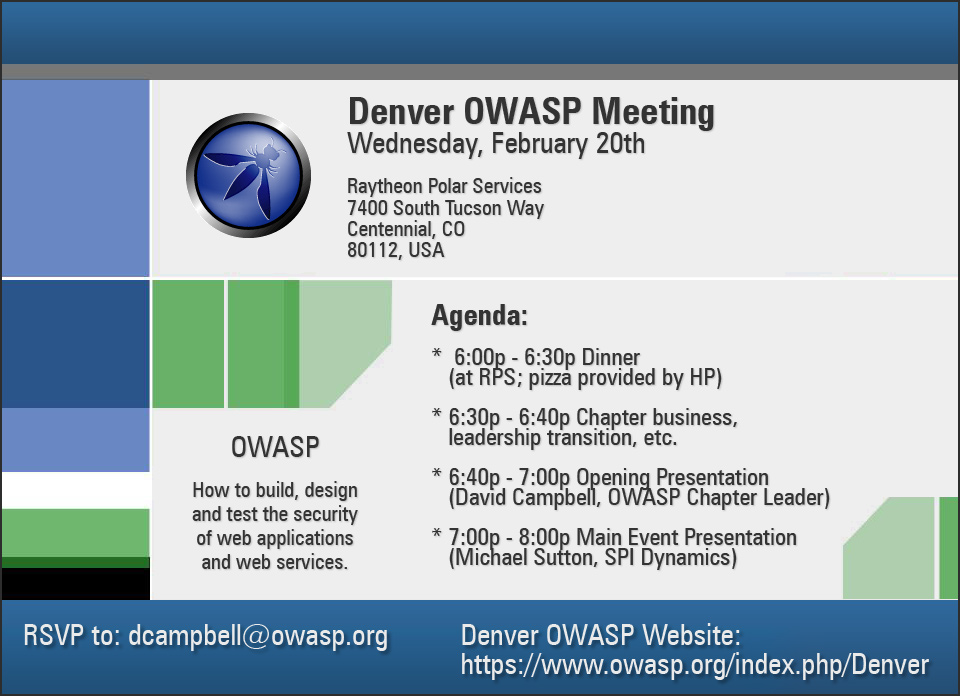 Denver OWASP Meeting
Wednesday, February 20th
Raytheon Polar Services
7400 South Tucson Way
Centennial, CO
80112, USA
Agenda:
* 6:00p - 6:30p Dinner
(at RPS; pizza provided by HP)
* 6:30p - 6:40p Chapter business,
leadership transition, etc.
* 6:40p - 7:00p Opening Presentation
(David Campbell, OWASP Chapter Leader)
* 7:00p - 8:00p Main Event Presentation
(Michael Sutton, SPI Dynamics)
OWASP
How to build, design
and test the security
of web applications
and web services.
RSVP to: dcampbell@owasp.org
Denver OWASP Website:
https://www.owasp.org/index.php/Denver